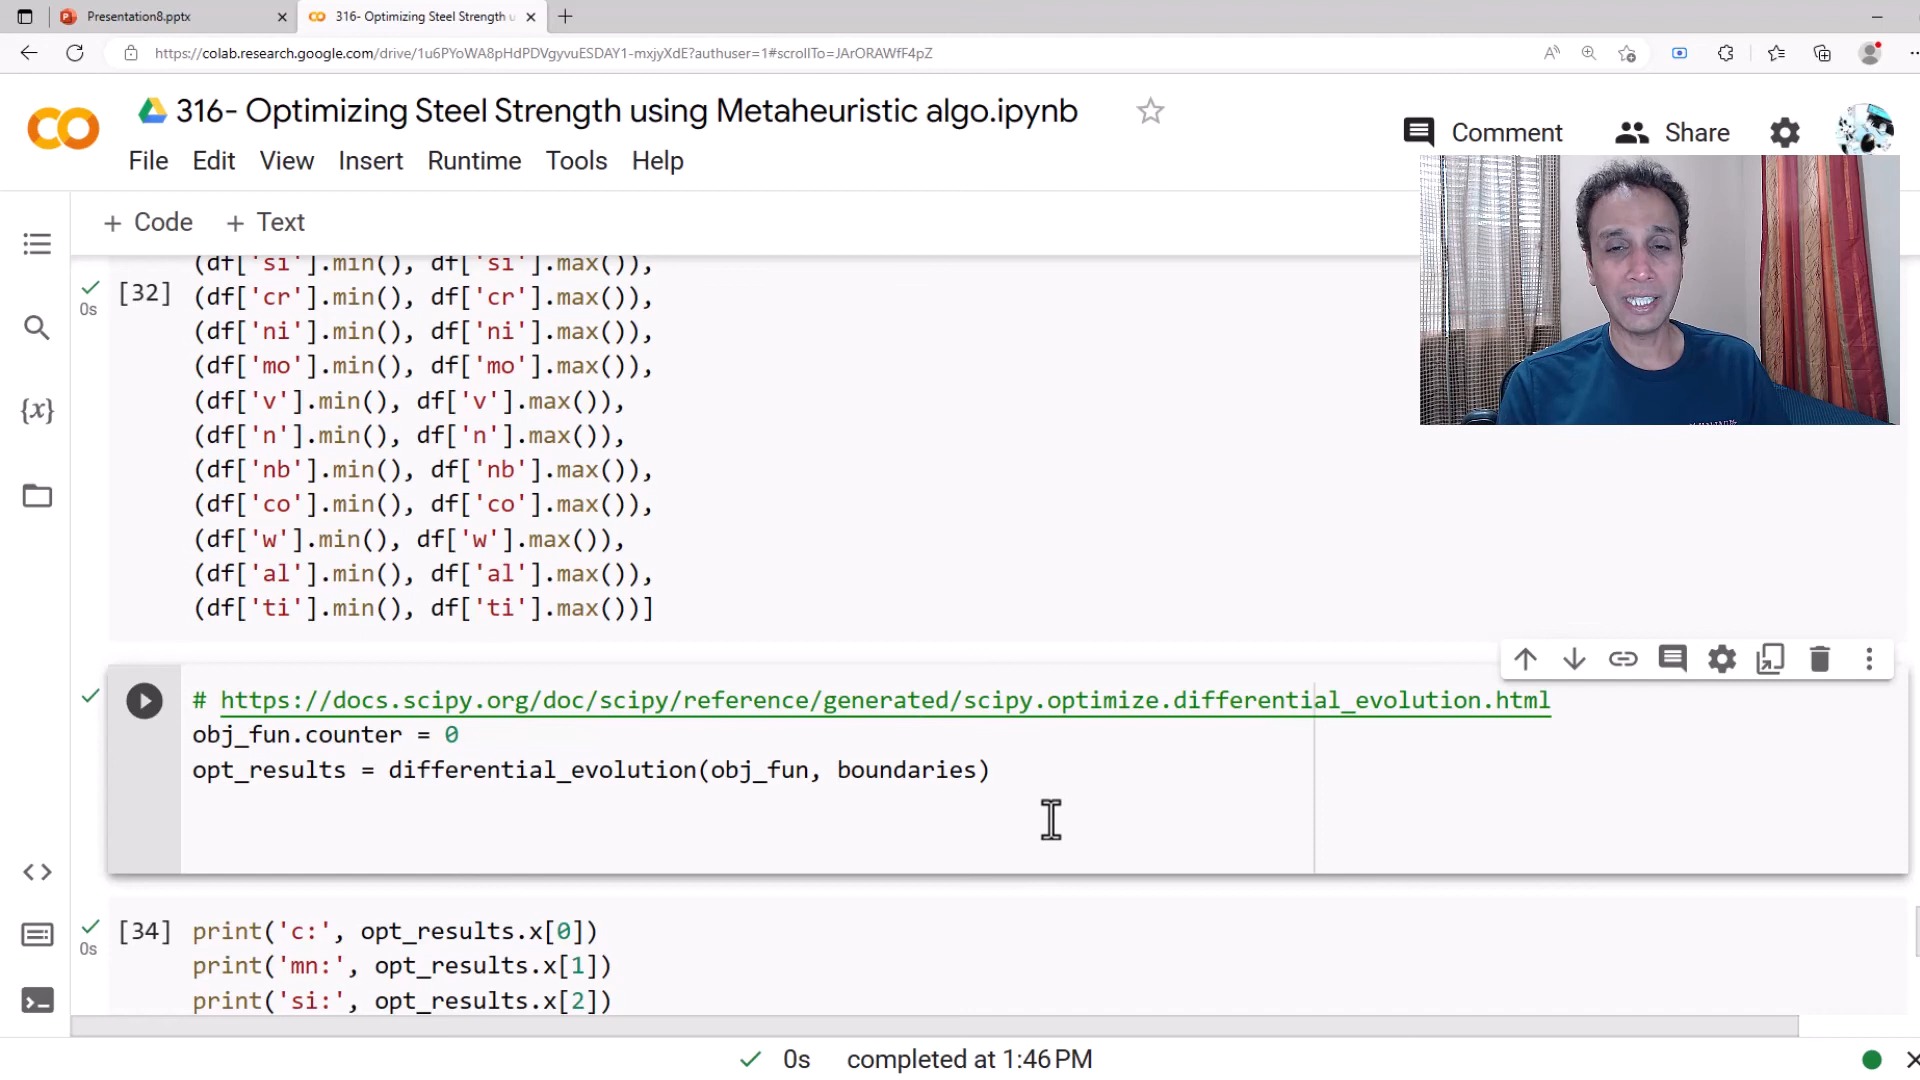 Presentation8.pptx
316- Optimizing Steel Strength u
https://colab.research.google.com/drive/1u6PYoWA8pHdPDVgyvuESDAY1-mxjyXdE?authuser=1#scrollTo=JArORAWfF4pZ
316- Optimizing Steel Strength using Metaheuristic algo.ipynb
Comment
Share
File Edit View Insert Runtime Tools Help
+ Code + Text
(df['si'].min(), df['si'].max()),
[32] (df['cr'].min(), df['cr'].max()),
0s
(df['ni'].min(), df['ni'].max()),
(df['mo'].min(), df['mo'].max()),
(df['v'].min(), df['v'].max()),
(df['n'].min(), df['n'].max()),
(df['nb'].min(), df['nb'].max()),
(df['co'].min(), df['co'].max()),
(df['w'].min(), df['w'].max()),
(df['al'].min(), df['al'].max()),
(df['ti'].min(), df['ti'].max())]
# https://docs.scipy.org/doc/scipy/reference/generated/scipy.optimize.differential_evolution.html
obj_fun.counter = 0
opt_results = differential_evolution(obj_fun, boundaries)
[34] print('c:', opt_results.x[0])
0s
print('mn:', opt_results.x[1])
print('si:', opt_results.x[2])
0s completed at 1:46 PM